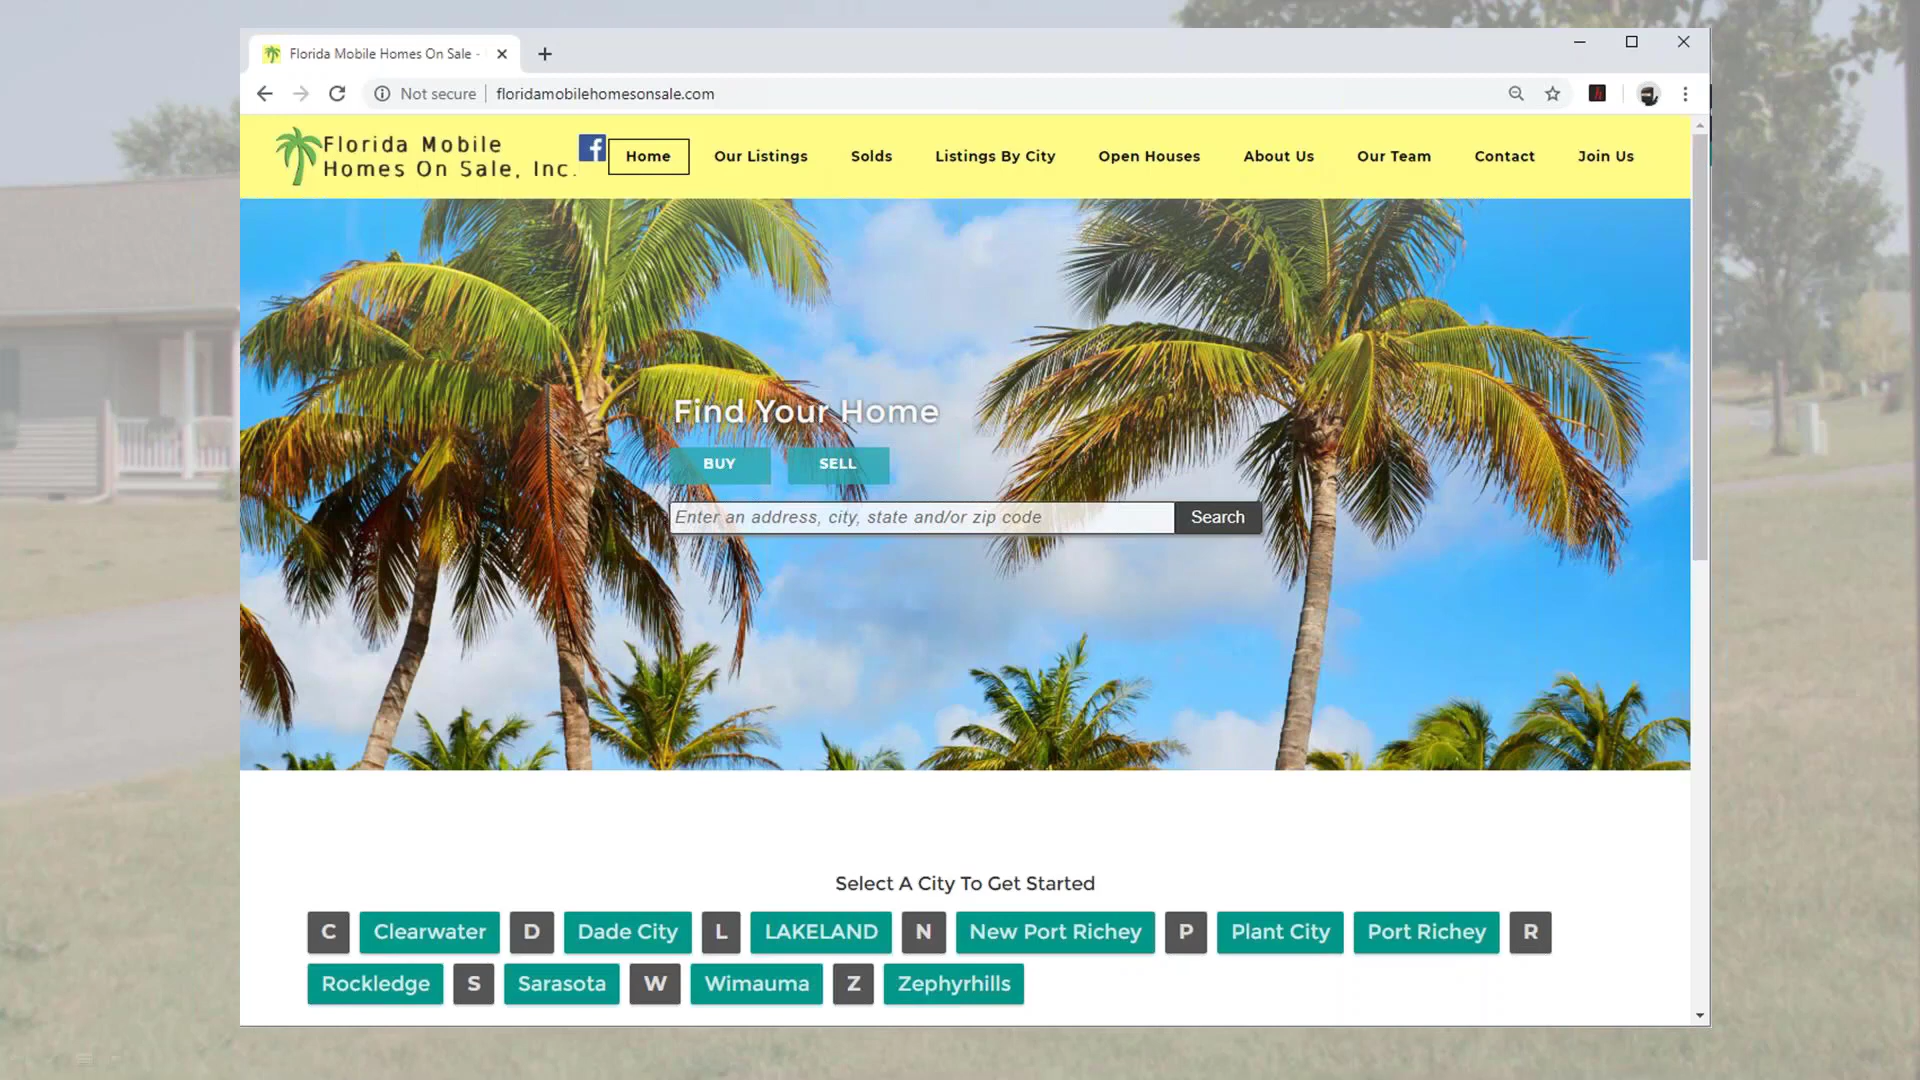 Florida Mobile Homes On Sale -
Not secure
floridamobilehomesonsale.com
Florida Mobile
Homes On Sale, Inc.
Home
Our Listings
Solds
Listings By City
Open Houses
About Us
Our Team
Contact
Join Us
Find Your Home
BUY
SELL
Enter an address, city, state and/or zip code
Search
Select A City To Get Started
C Clearwater D Dade City L LAKELAND N New Port Richey P Plant City Port Richey R
Rockledge S Sarasota W Wimauma Z Zephyrhills